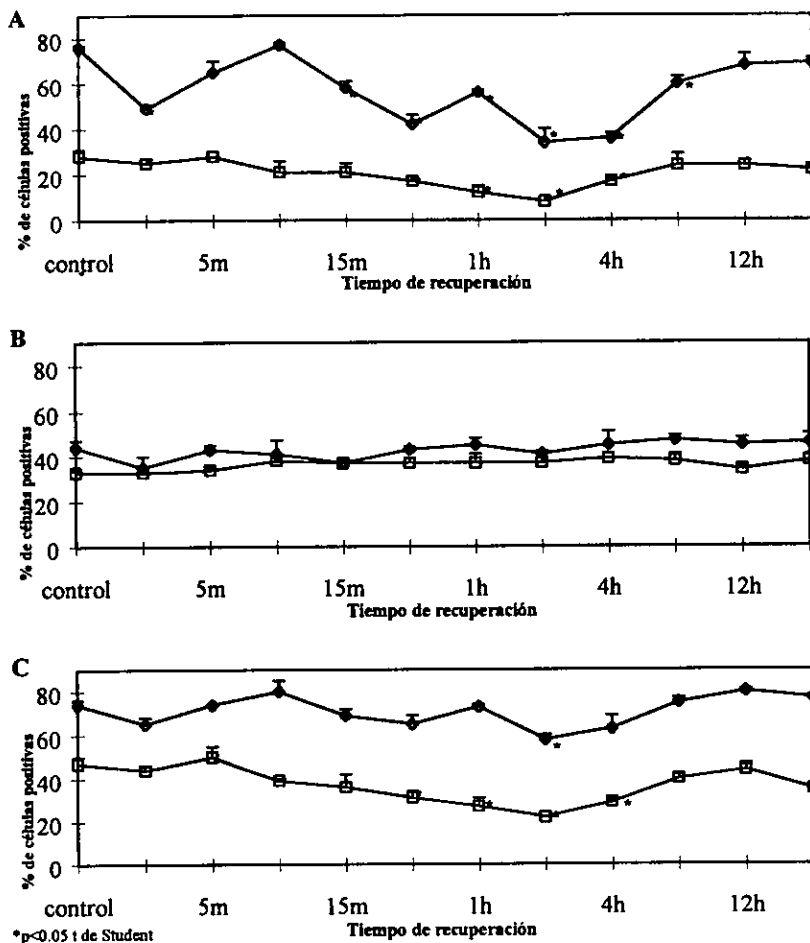 A
% de células positivas
80
60
40
20
0
control 5m 15m 1h 4h 12h
Tiempo de recuperación
B
% de células positivas
80
60
40
20
0
control 5m 15m 1h 4h 12h
Tiempo de recuperación
C
% de células positivas
80
60
40
20
0
control 5m 15m 1h 4h 12h
Tiempo de recuperación
*p<0.05 t de Student